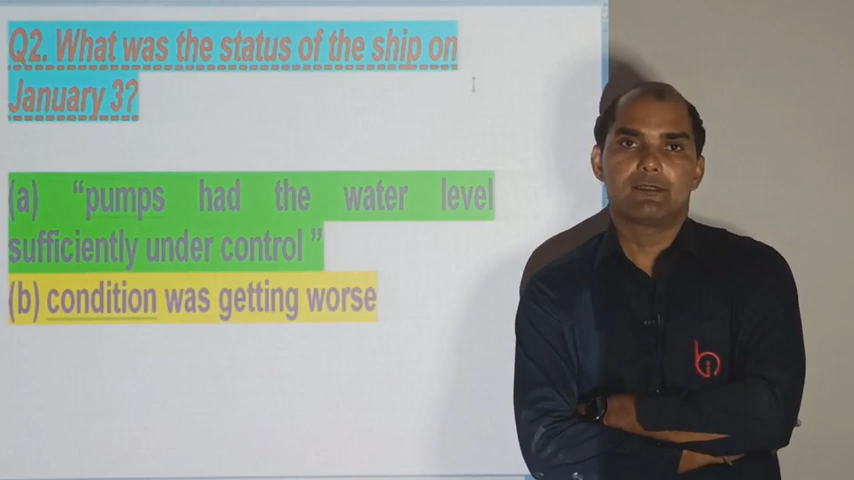 Q2. What was the status of the ship on
January 3?
(a) “pumps had the water level
sufficiently under control ”
(b) condition was getting worse